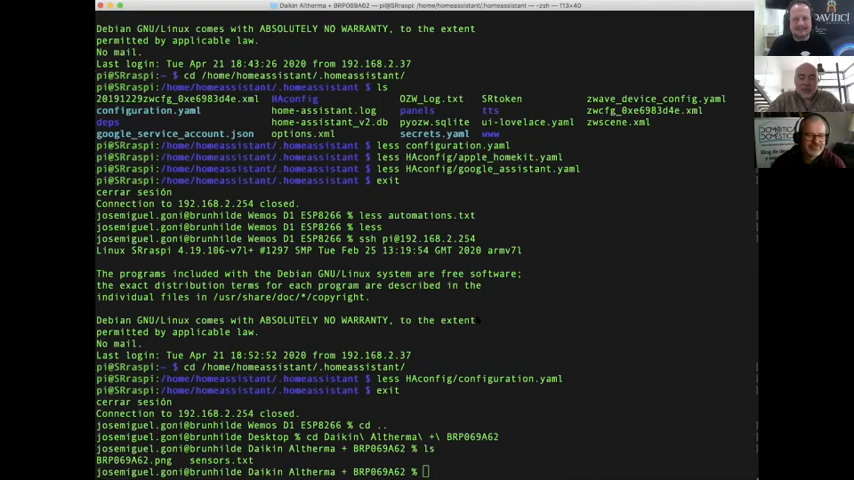 Daikin Altherma + BRP069A62 — pi@SRraspi: /home/homeassistant/.homeassistant — -zsh — 113×40
Debian GNU/Linux comes with ABSOLUTELY NO WARRANTY, to the extent
permitted by applicable law.
No mail.
Last login: Tue Apr 21 18:43:26 2020 from 192.168.2.37
pi@SRraspi:~ $ cd /home/homeassistant/.homeassistant/
pi@SRraspi:/home/homeassistant/.homeassistant $ ls
20191229zwcfg_0xe6983d4e.xml HAconfig OZW_Log.txt SRtoken zwave_device_config.yaml
configuration.yaml home-assistant.log panels tts zwcfg_0xe6983d4e.xml
deps home-assistant_v2.db pyozw.sqlite ui-lovelace.yaml zwscene.xml
google_service_account.json options.xml secrets.yaml www
pi@SRraspi:/home/homeassistant/.homeassistant $ less configuration.yaml
pi@SRraspi:/home/homeassistant/.homeassistant $ less HAconfig/apple_homekit.yaml
pi@SRraspi:/home/homeassistant/.homeassistant $ less HAconfig/google_assistant.yaml
pi@SRraspi:/home/homeassistant/.homeassistant $ exit
cerrar sesión
Connection to 192.168.2.254 closed.
josemiguel.goni@brunhilde Wemos D1 ESP8266 % less automations.txt
josemiguel.goni@brunhilde Wemos D1 ESP8266 % less
josemiguel.goni@brunhilde Wemos D1 ESP8266 % ssh pi@192.168.2.254
Linux SRraspi 4.19.106-v7l+ #1297 SMP Tue Feb 25 13:19:54 GMT 2020 armv7l
The programs included with the Debian GNU/Linux system are free software;
the exact distribution terms for each program are described in the
individual files in /usr/share/doc/*/copyright.
Debian GNU/Linux comes with ABSOLUTELY NO WARRANTY, to the extent
permitted by applicable law.
No mail.
Last login: Tue Apr 21 18:52:52 2020 from 192.168.2.37
pi@SRraspi:~ $ cd /home/homeassistant/.homeassistant/
pi@SRraspi:/home/homeassistant/.homeassistant $ less HAconfig/configuration.yaml
pi@SRraspi:/home/homeassistant/.homeassistant $ exit
cerrar sesión
Connection to 192.168.2.254 closed.
josemiguel.goni@brunhilde Wemos D1 ESP8266 % cd ..
josemiguel.goni@brunhilde Desktop % cd Daikin\ Altherma\ +\ BRP069A62
josemiguel.goni@brunhilde Daikin Altherma + BRP069A62 % ls
BRP069A62.png sensors.txt
josemiguel.goni@brunhilde Daikin Altherma + BRP069A62 %
DAVINCI
DOMÓTICA
DOMÉSTICA